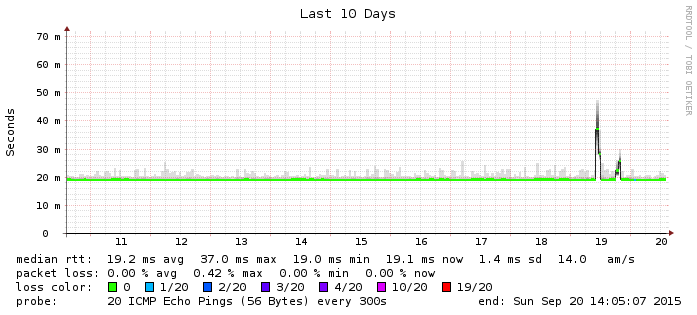 Last 10 Days
RRDTOOL / TOBI OETIKER
Seconds
70 m
60 m
50 m
40 m
30 m
20 m
10 m
0
11 12 13 14 15 16 17 18 19 20
median rtt: 19.2 ms avg 37.0 ms max 19.0 ms min 19.1 ms now 1.4 ms sd 14.0 am/s
packet loss: 0.00 % avg 0.42 % max 0.00 % min 0.00 % now
loss color: 0 1/20 2/20 3/20 4/20 10/20 19/20
probe: 20 ICMP Echo Pings (56 Bytes) every 300s end: Sun Sep 20 14:05:07 2015